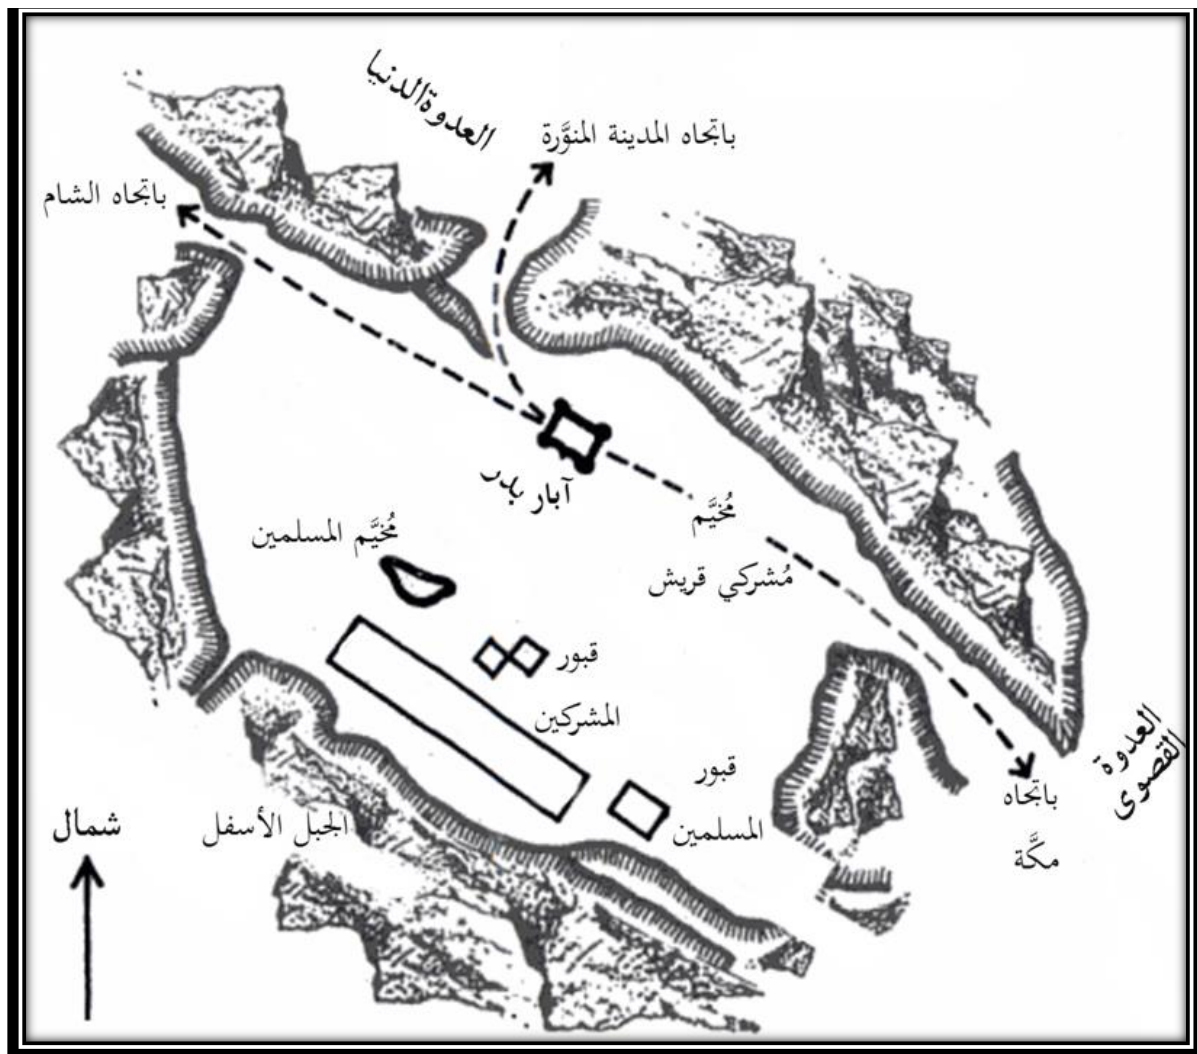 العدوة الدنيا
باتجاه المدينة المنوَّرة
باتجاه الشام
آبار بدر
مُخيَّم
مُشركي قريش
مُخيَّم المسلمين
قبور
المشركين
قبور
المسلمين
العدوة
القصوى
باتجاه
مكَّة
الجبل الأسفل
شمال